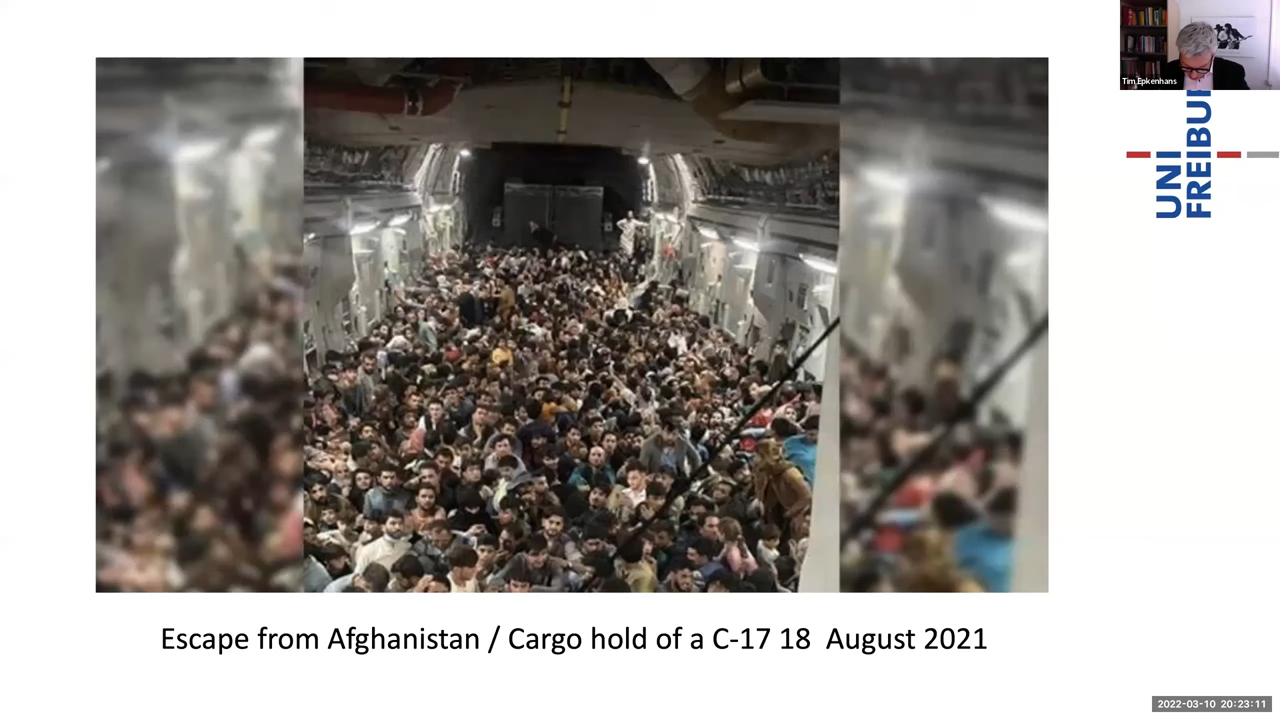 Tim Epkenhans
UNI
FREIBU
Escape from Afghanistan / Cargo hold of a C-17 18  August 2021
2022-03-10 20:23:11